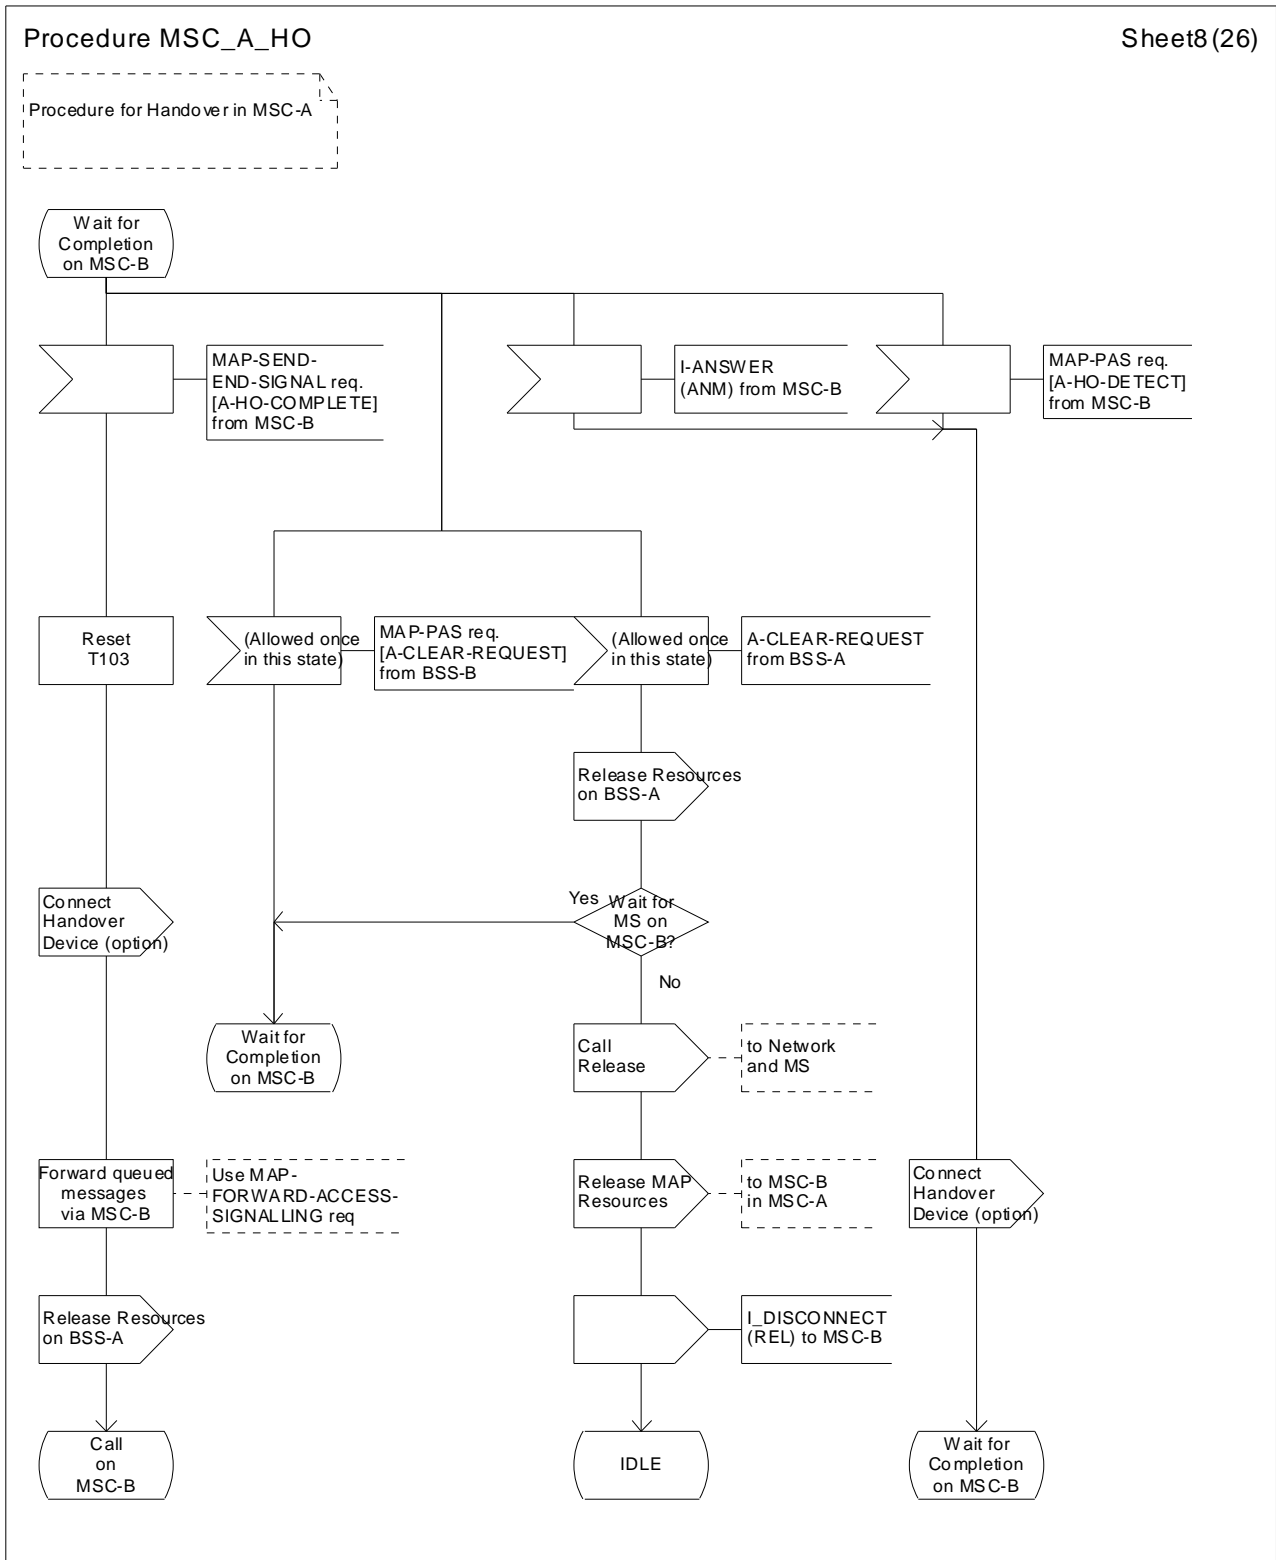 Procedure MSC_A_HO
Sheet8(26)
Procedure for Handover in MSC-A
Wait for
Completion
on MSC-B
MAP-SEND-
END-SIGNAL req.
[A-HO-COMPLETE]
from MSC-B
I-ANSWER
(ANM) from MSC-B
MAP-PAS req.
[A-HO-DETECT]
from MSC-B
Reset
T103
(Allowed once
in this state)
MAP-PAS req.
[A-CLEAR-REQUEST]
from BSS-B
(Allowed once
in this state)
A-CLEAR-REQUEST
from BSS-A
Release Resources
on BSS-A
Connect
Handover
Device (option)
Yes
Wait for
MS on
MSC-B?
No
Wait for
Completion
on MSC-B
Call
Release
to Network
and MS
Forward queued
messages
via MSC-B
Use MAP-
FORWARD-ACCESS-
SIGNALLING req
Release MAP
Resources
to MSC-B
in MSC-A
Connect
Handover
Device (option)
Release Resources
on BSS-A
I_DISCONNECT
(REL) to MSC-B
Call
on
MSC-B
IDLE
Wait for
Completion
on MSC-B